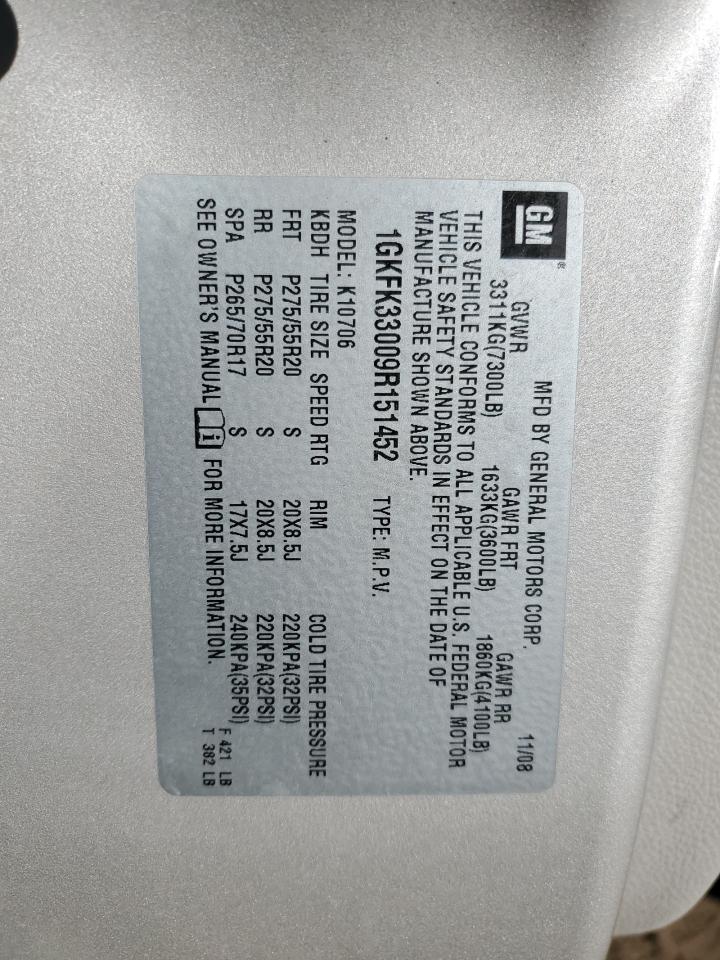 GM®
MFD BY GENERAL MOTORS CORP. 11/08
GVWR GAWR FRT GAWR RR
3311KG(7300LB) 1633KG(3600LB) 1860KG(4100LB)
THIS VEHICLE CONFORMS TO ALL APPLICABLE U.S. FEDERAL MOTOR
VEHICLE SAFETY STANDARDS IN EFFECT ON THE DATE OF
MANUFACTURE SHOWN ABOVE.
1GKFK33009R151452 TYPE: M.P.V.
MODEL: K10706
KBDH TIRE SIZE SPEED RTG RIM COLD TIRE PRESSURE
FRT P275/55R20 S 20X8.5J 220KPA(32PSI)
RR P275/55R20 S 20X8.5J 220KPA(32PSI)
SPA P265/70R17 S 17X7.5J 240KPA(35PSI) F 421 LB
SEE OWNER'S MANUAL i FOR MORE INFORMATION. T 382 LB